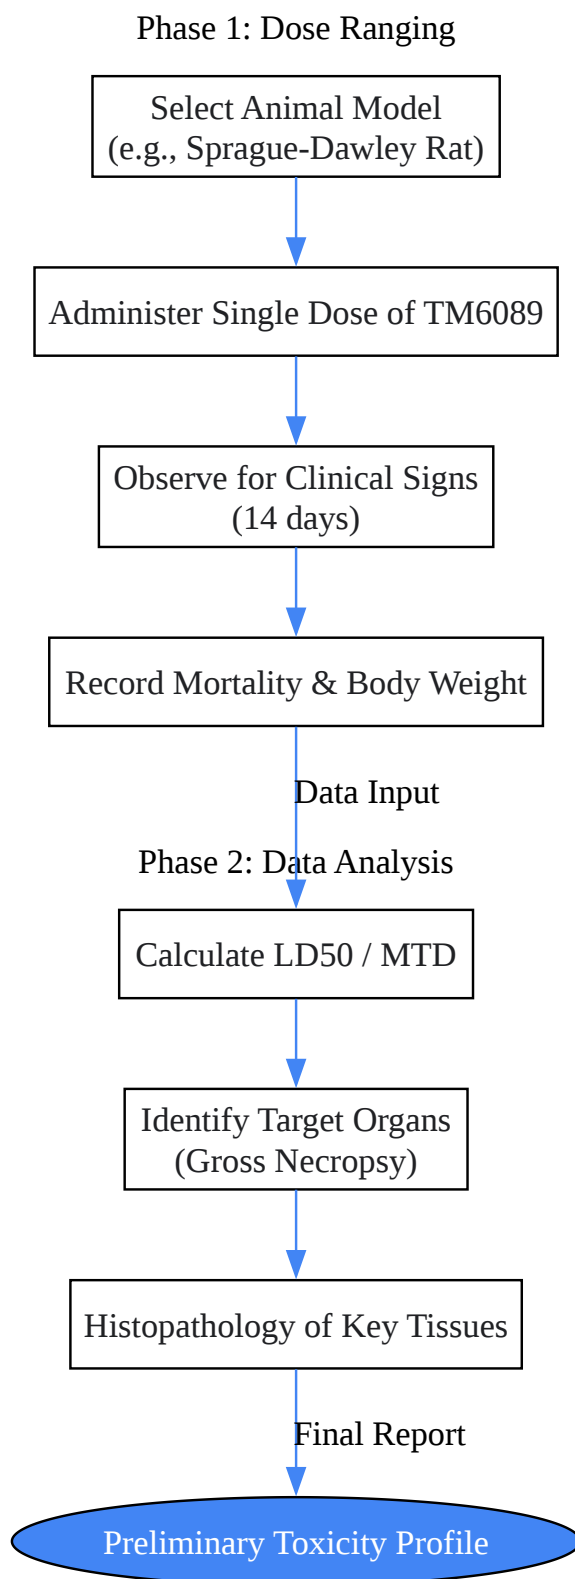 Phase 1: Dose Ranging
Select Animal Model
(e.g., Sprague-Dawley Rat)
Administer Single Dose of TM6089
Observe for Clinical Signs
(14 days)
Record Mortality & Body Weight
Data Input
Phase 2: Data Analysis
Calculate LD50 / MTD
Identify Target Organs
(Gross Necropsy)
Histopathology of Key Tissues
Final Report
Preliminary Toxicity Profile